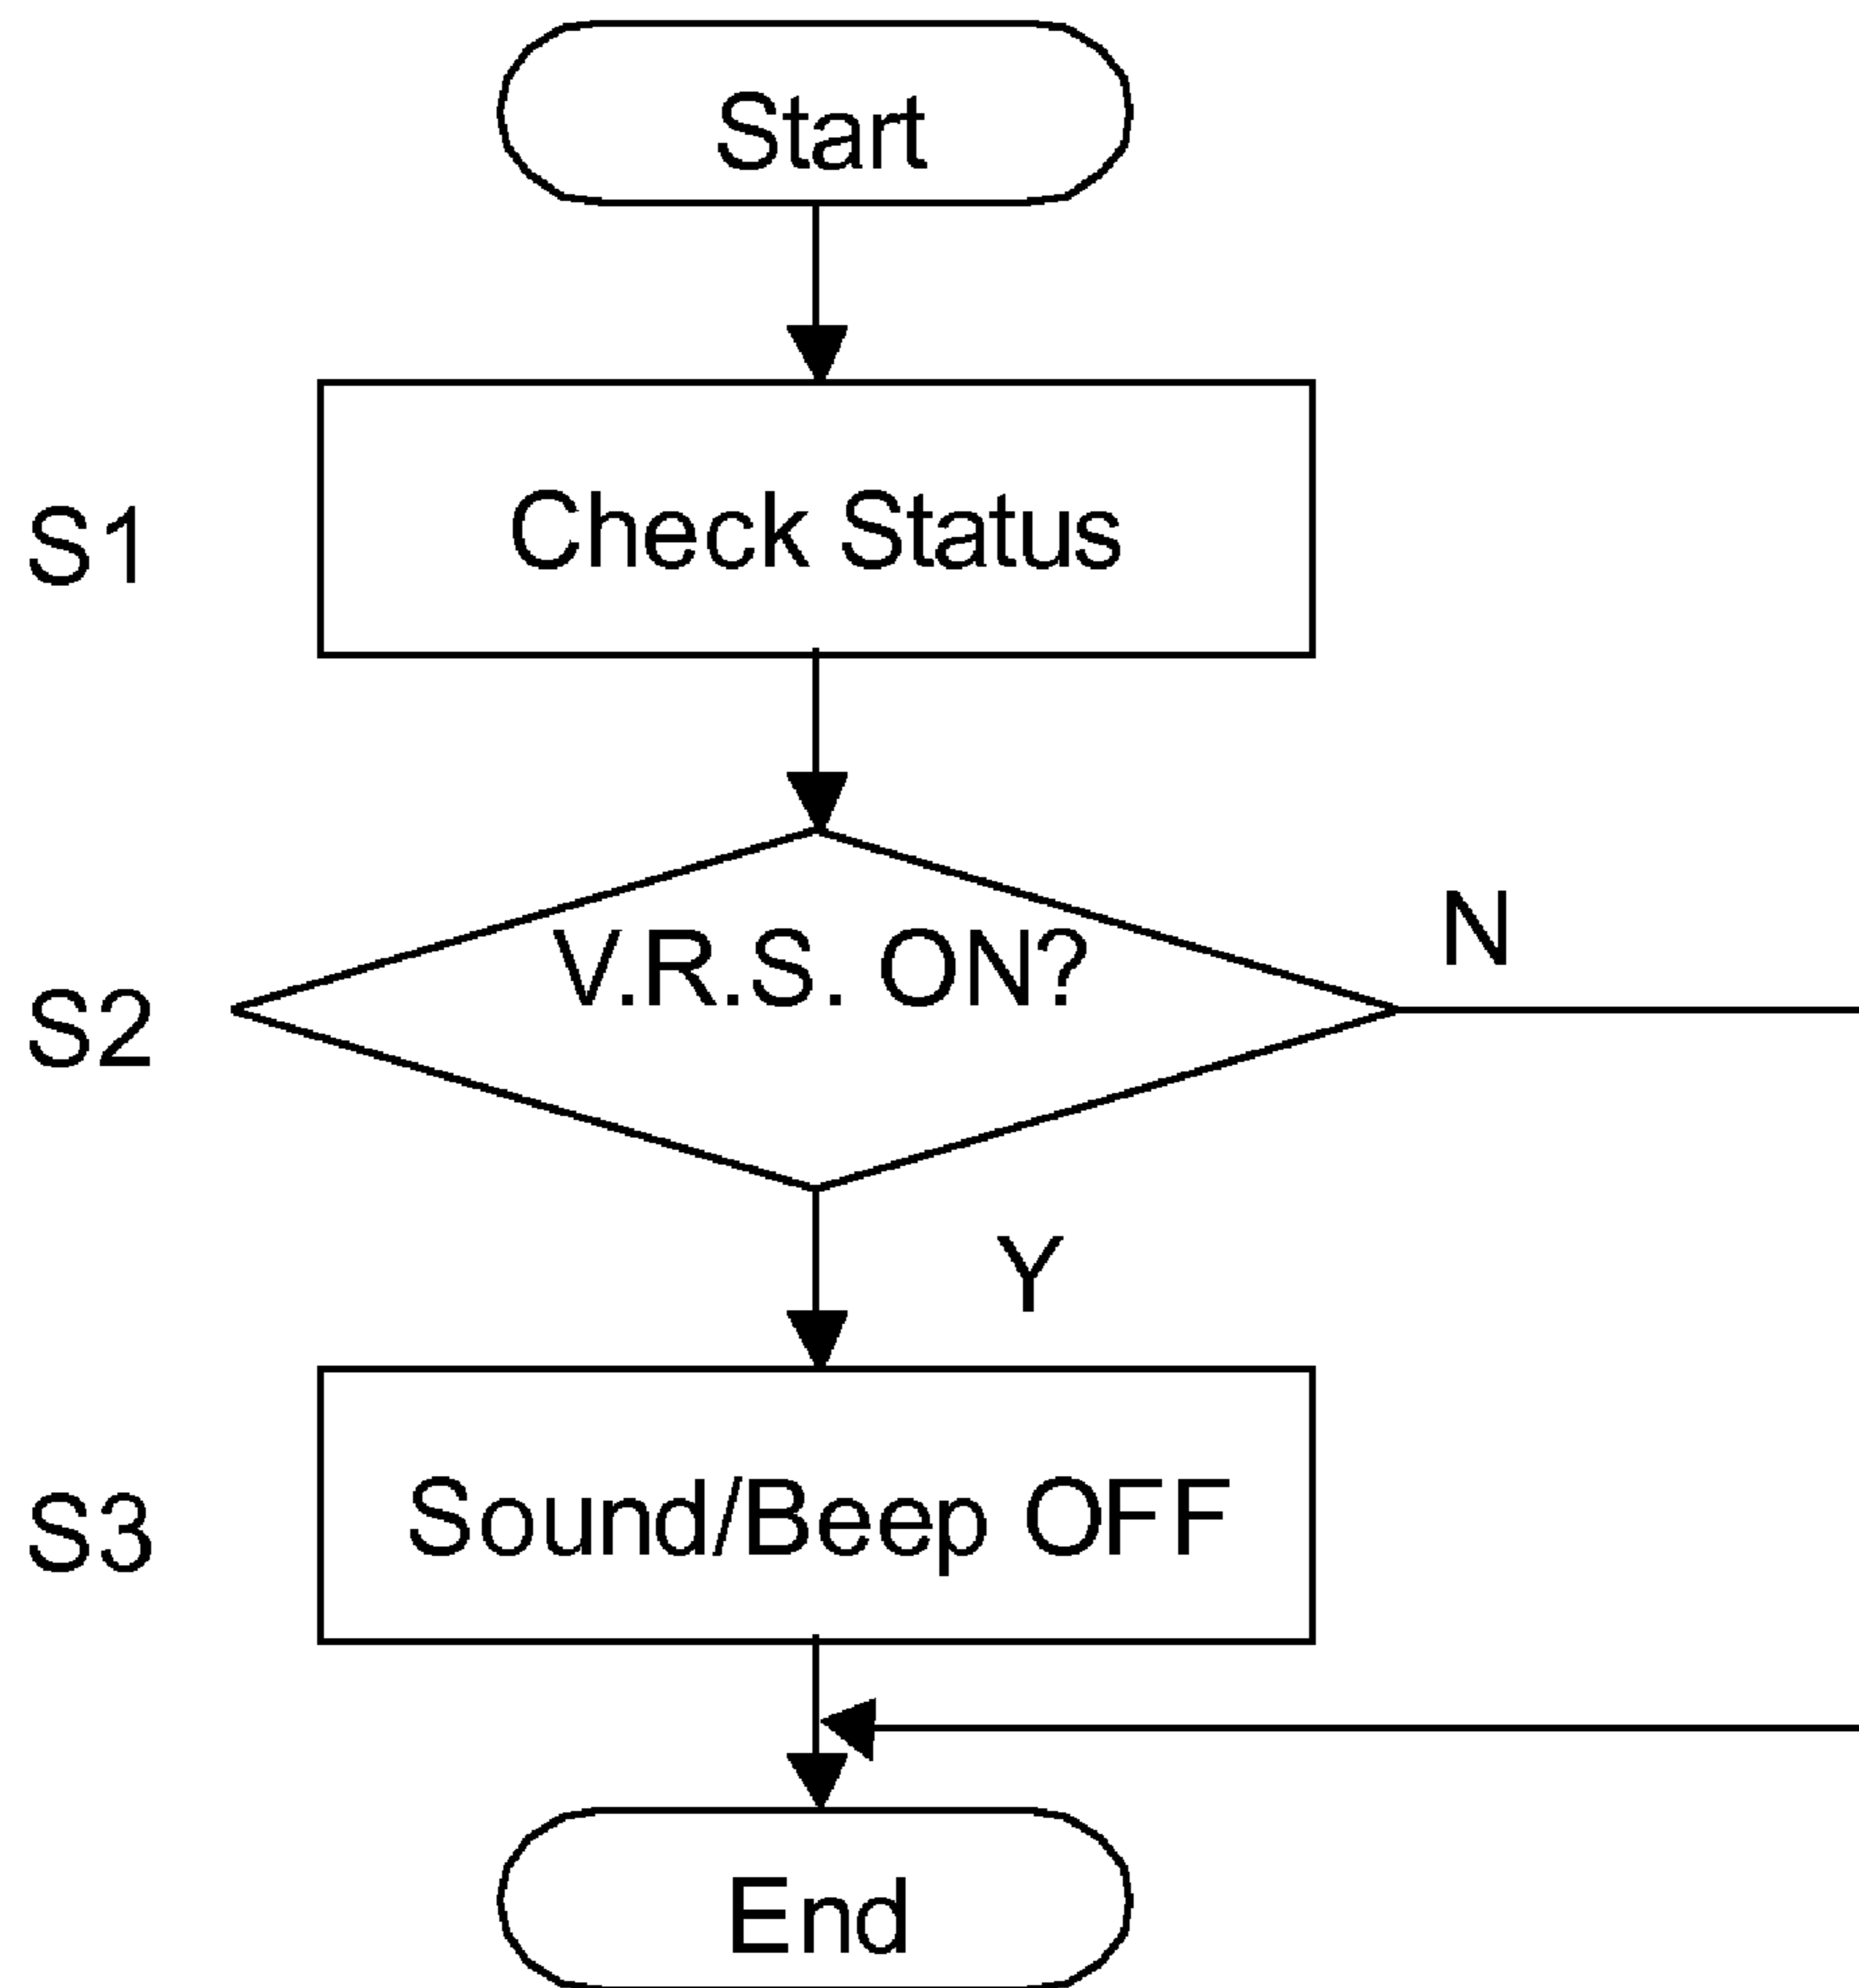 Start
S1
Check Status
V.R.S. ON?
N
S2
Y
S3
Sound/Beep OFF
End